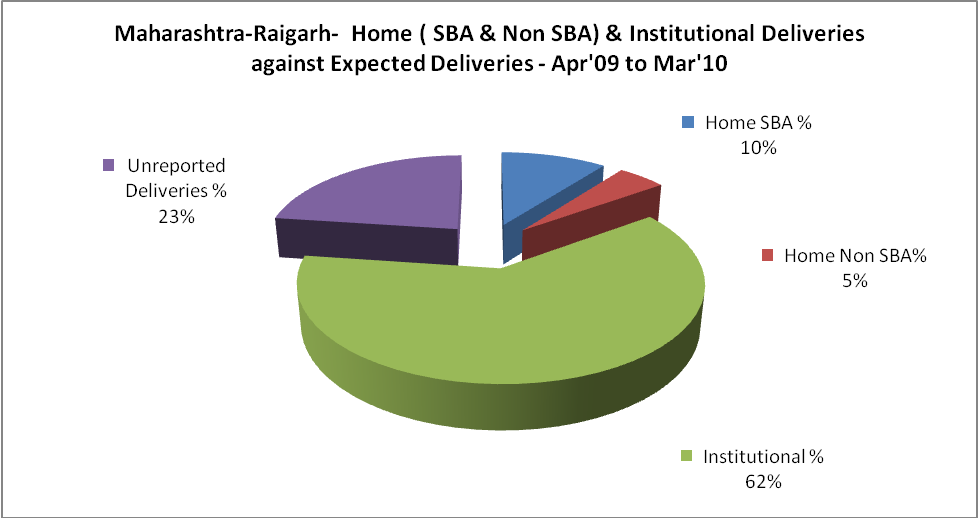 Maharashtra-Raigarh- Home ( SBA & Non SBA) & Institutional Deliveries
against Expected Deliveries - Apr'09 to Mar'10
Home SBA %
10%
Unreported
Deliveries %
23%
Home Non SBA%
5%
Institutional %
62%